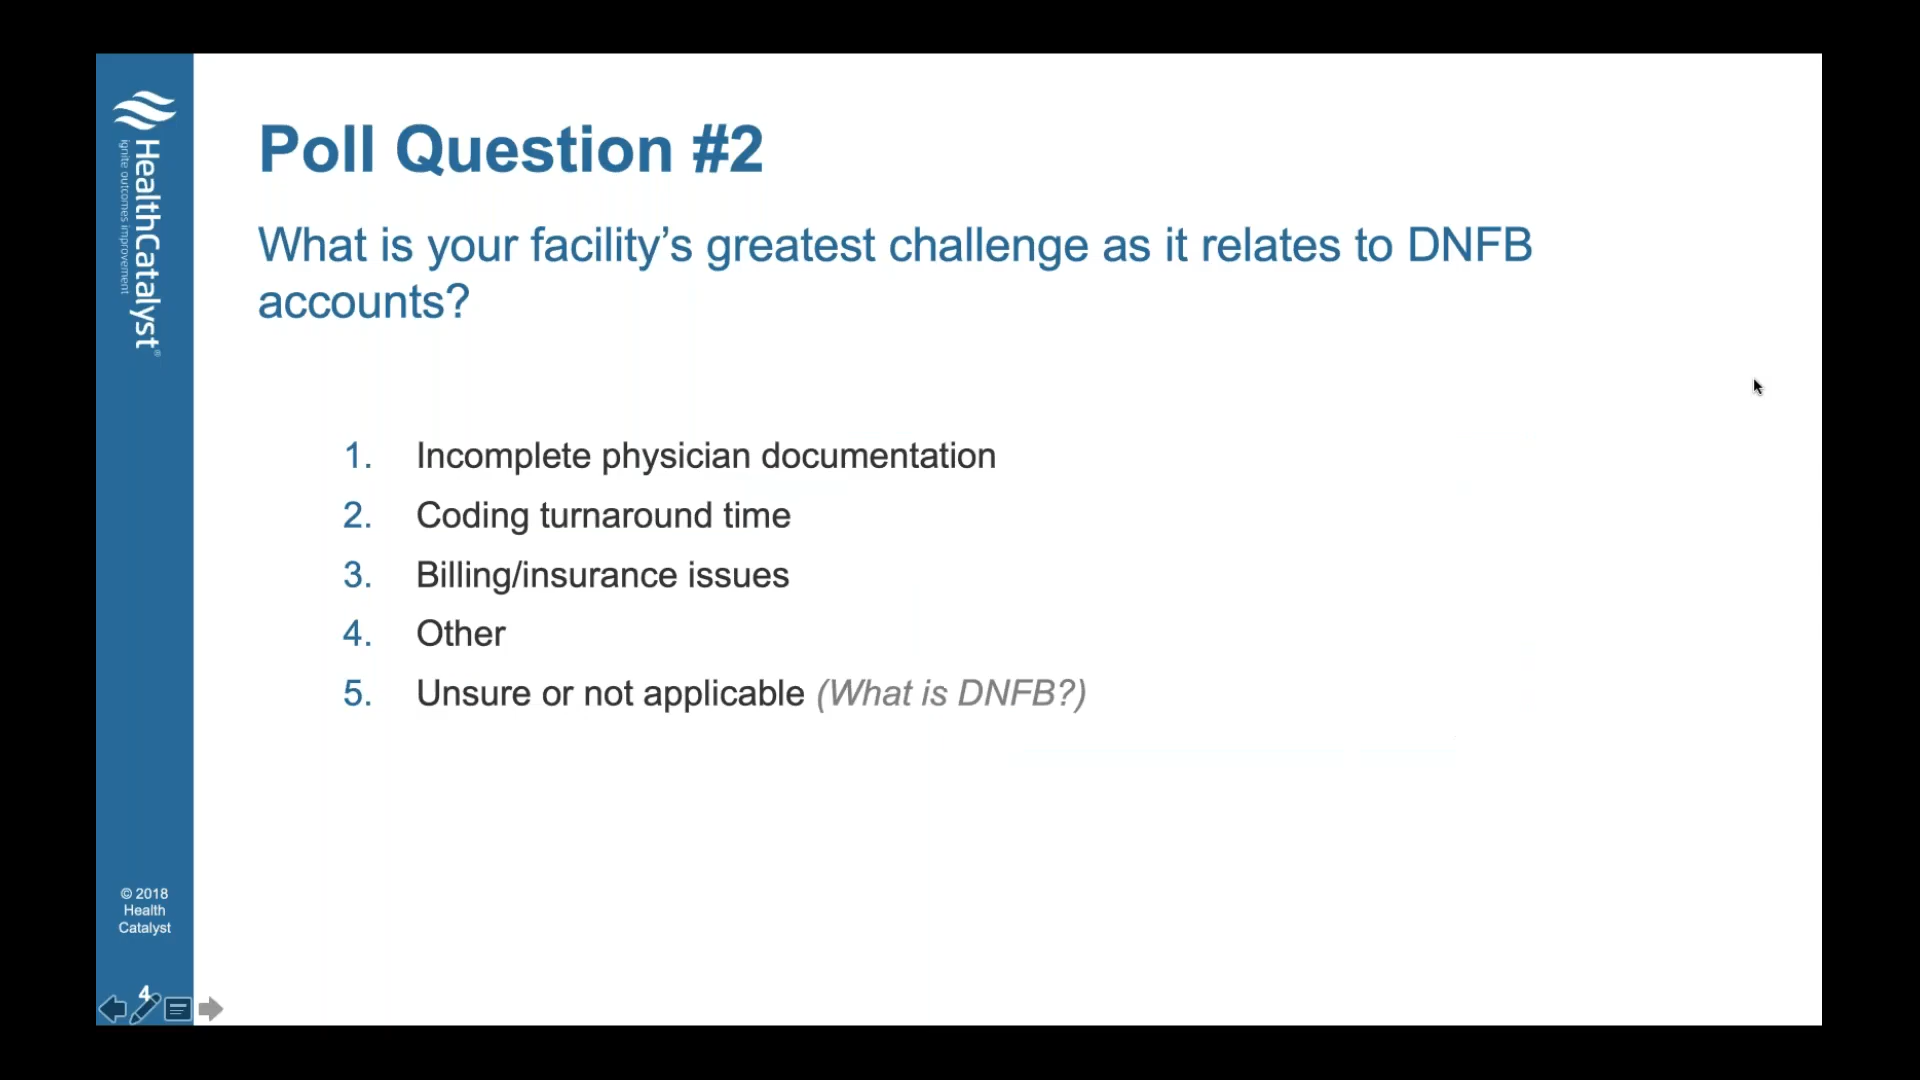 HealthCatalyst®
ignite outcomes improvement
Poll Question #2
What is your facility’s greatest challenge as it relates to DNFB
accounts?
1. Incomplete physician documentation
2. Coding turnaround time
3. Billing/insurance issues
4. Other
5. Unsure or not applicable (What is DNFB?)
© 2018
Health
Catalyst
4